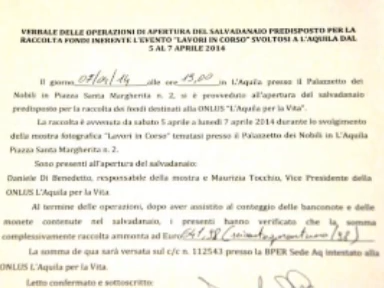 VERBALE DELLE OPERAZIONI DI APERTURA DEL SALVADANAIO PREDISPOSTO PER LA
RACCOLTA FONDI INERENTE L'EVENTO "LAVORI IN CORSO" SVOLTOSI A L'AQUILA DAL
5 AL 7 APRILE 2014
Il giorno 07/04/14 alle ore 13,00 in L'Aquila presso il Palazzetto dei
Nobili in Piazza Santa Margherita n. 2, si è provveduto all'apertura del salvadanaio
predisposto per la raccolta dei fondi destinati alla ONLUS "L'Aquila per la Vita".
La raccolta è avvenuta da sabato 5 aprile a lunedì 7 aprile 2014 durante lo svolgimento
della mostra fotografica "Lavori in Corso" tenutasi presso il Palazzetto dei Nobili in L'Aquila
Piazza Santa Margherita n. 2.
Sono presenti all'apertura del salvadanaio:
Daniele Di Benedetto, responsabile della mostra e Maurizio Tocchio, Vice Presidente della
ONLUS L'Aquila per la Vita
Al termine delle operazioni, dopo aver assistito al conteggio delle banconote e delle
monete contenute nel salvadanaio, i presenti hanno verificato che la somma
complessivamente raccolta ammonta ad Euro
La somma di qua sarà versata sul c/c n. 112543 presso la BPER Sede Aq intestato alla
ONLUS L'Aquila per la Vita.
Letto confermato e sottoscritto: